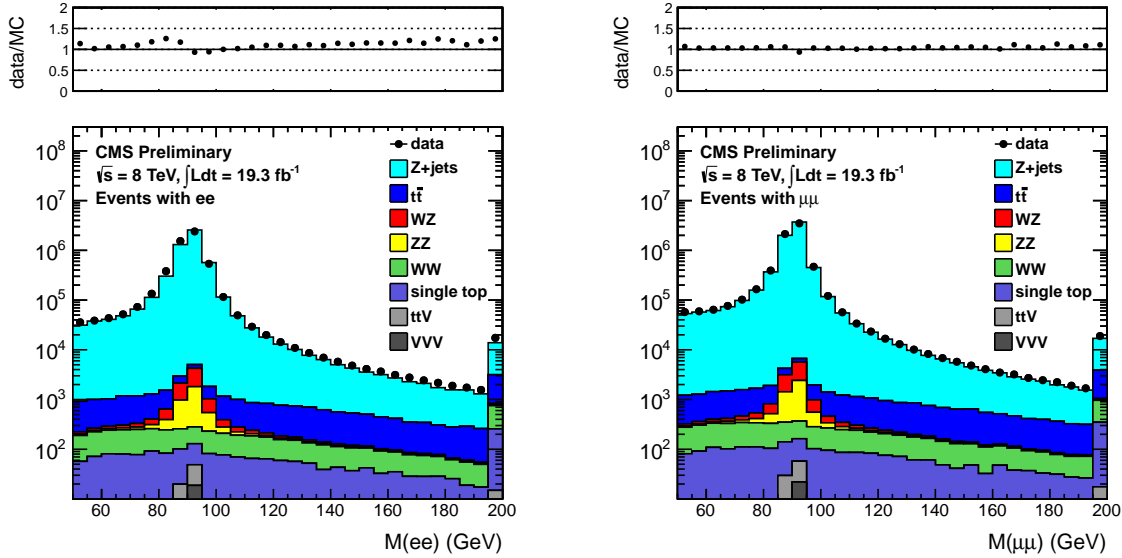 data/MC
2
1.5
1
0.5
0
CMS Preliminary
√s = 8 TeV, ∫Ldt = 19.3 fb⁻¹
Events with ee
data
Z+jets
tt̄
WZ
ZZ
WW
single top
ttV
VVV
10⁸
10⁷
10⁶
10⁵
10⁴
10³
10²
60 80 100 120 140 160 180 200
M(ee) (GeV)
data/MC
2
1.5
1
0.5
0
CMS Preliminary
√s = 8 TeV, ∫Ldt = 19.3 fb⁻¹
Events with μμ
data
Z+jets
tt̄
WZ
ZZ
WW
single top
ttV
VVV
10⁸
10⁷
10⁶
10⁵
10⁴
10³
10²
60 80 100 120 140 160 180 200
M(μμ) (GeV)